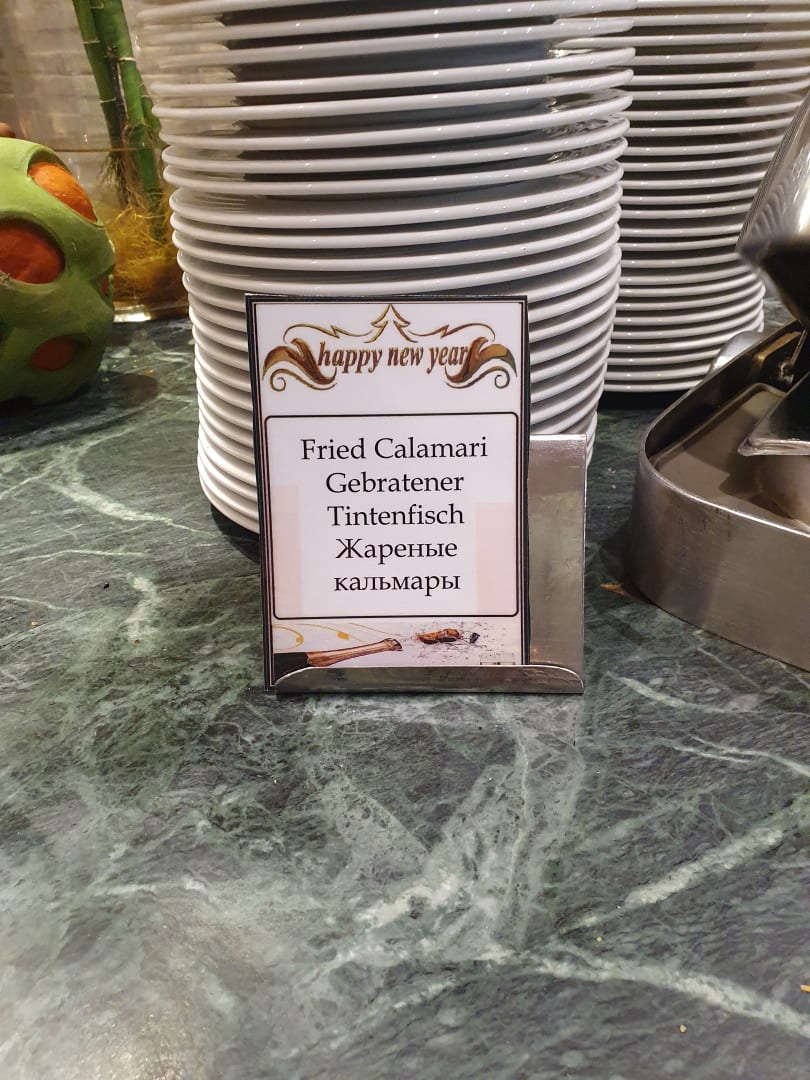 happy new year
Fried Calamari
Gebratener
Tintenfisch
Жареные
кальмары